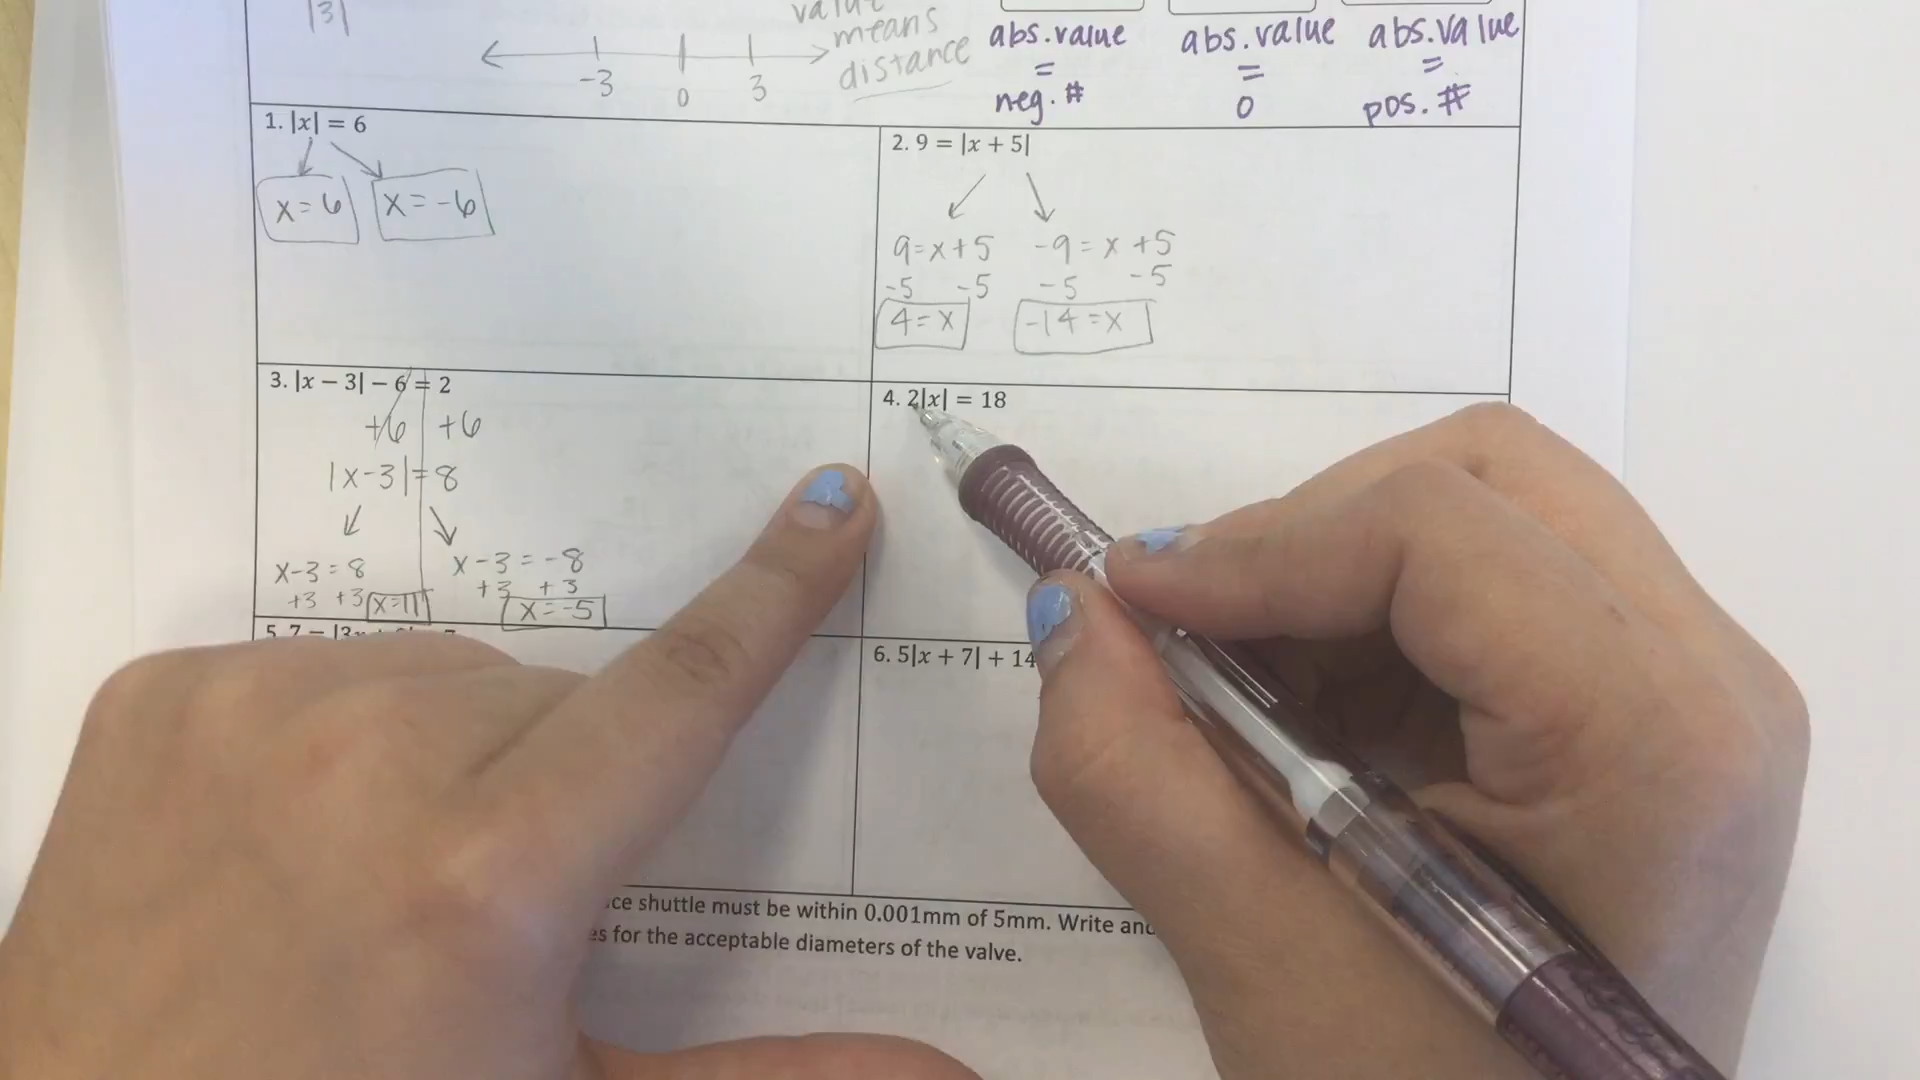 |3|
value
means
distance
-3
0
3
abs.value
=
neg. #
abs.value
=
0
abs.value
=
pos. #
1. |x| = 6
x=6
x=-6
2. 9 = |x + 5|
9=x+5
-5 -5
4=x
-9=x+5
-5 -5
-14=x
3. |x − 3| − 6 = 2
+6 +6
|x-3|=8
x-3=8
+3 +3
x=11
x-3=-8
+3 +3
x=-5
4. 2|x| = 18
6. 5|x + 7| + 14
shuttle must be within 0.001mm of 5mm. Write
for the acceptable diameters of the valve.